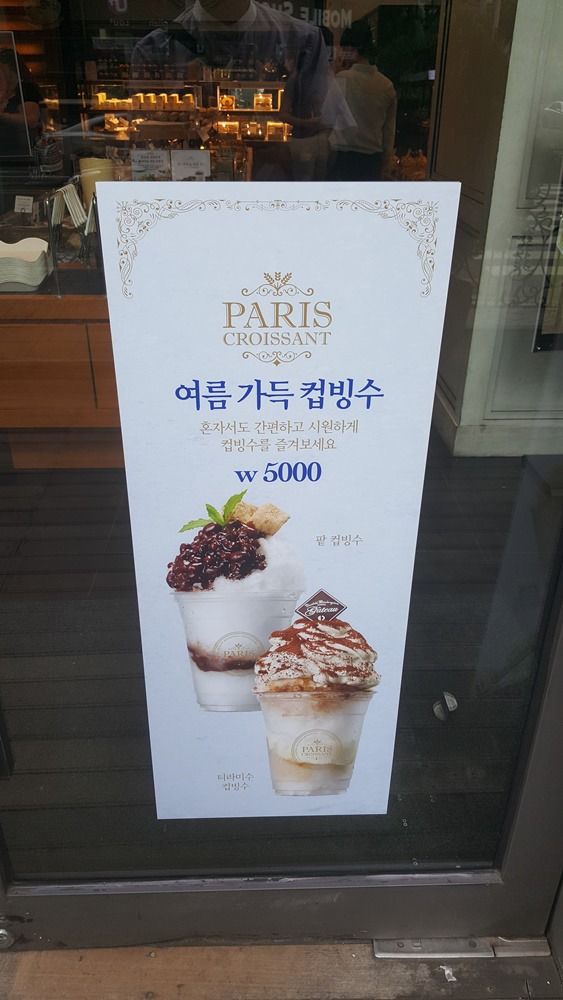 PARIS
CROISSANT
여름 가득 컵빙수
혼자서도 간편하고 시원하게
컵빙수를 즐겨보세요
w 5000
팥 컵빙수
Gateau
PARIS
PARIS
CROISSANT
티라미수
컵빙수